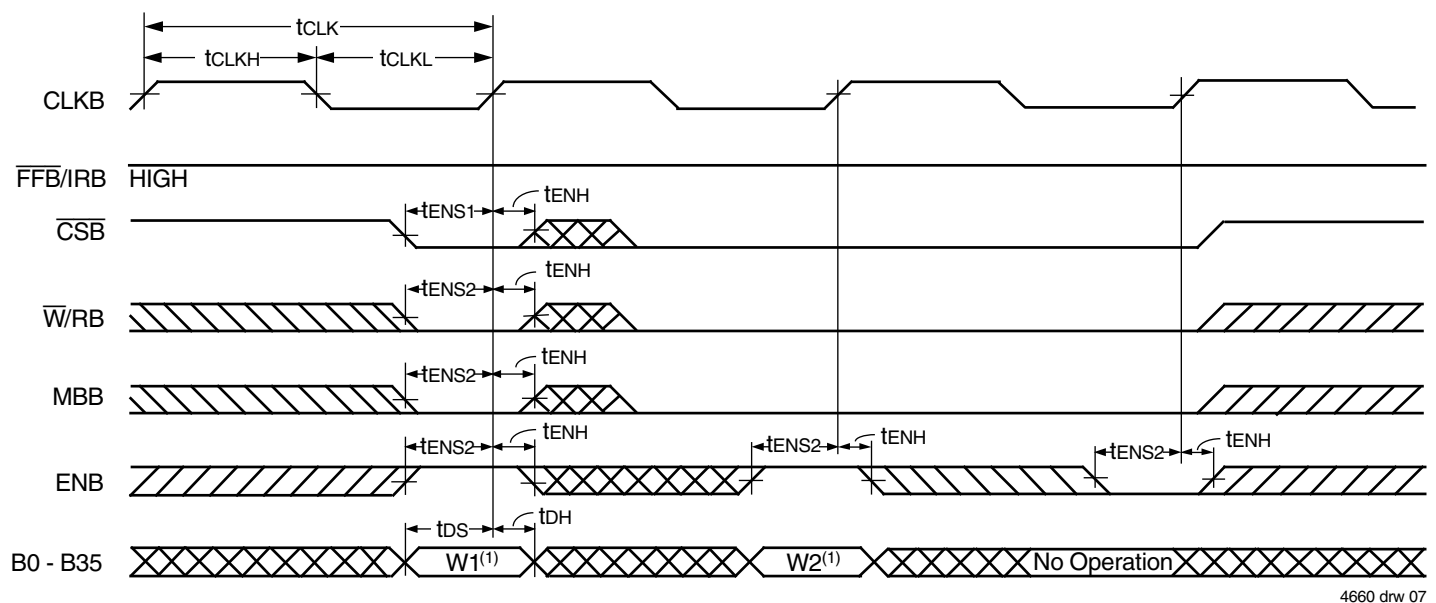 tCLK
tCLKH tCLKL
CLKB
FFB/IRB HIGH
tENS1 tENH
CSB
tENS2 tENH
W/RB
tENS2 tENH
MBB
tENS2 tENH tENS2 tENH tENS2 tENH
ENB
tDS tDH
B0 - B35 W1(1) W2(1) No Operation
4660 drw 07